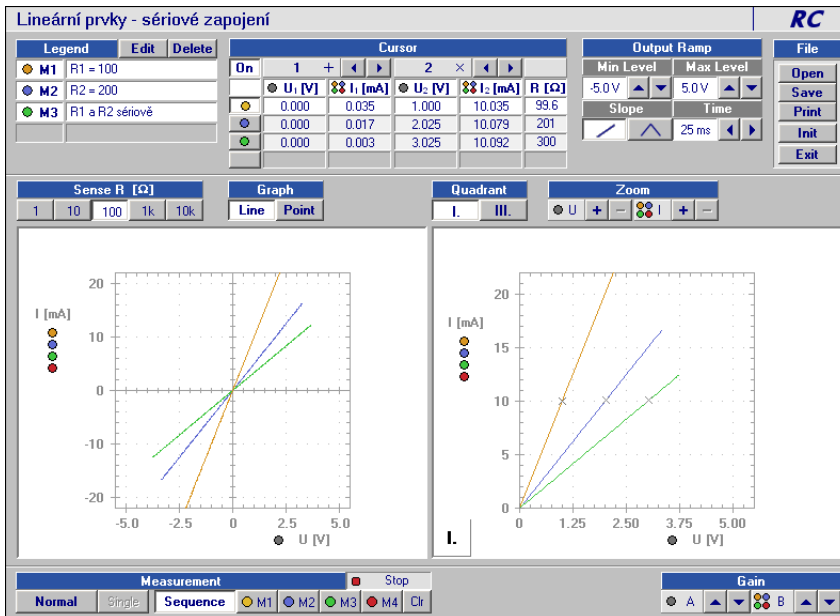 Lineární prvky - sériové zapojení
RC
Legend Edit Delete
M1 R1 = 100
M2 R2 = 200
M3 R1 a R2 sériově
Cursor
On 1 + 2 ×
U1 [V] I1 [mA] U2 [V] I2 [mA] R [Ω]
0.000 0.035 1.000 10.035 99.6
0.000 0.017 2.025 10.079 201
0.000 0.003 3.025 10.092 300
Output Ramp
Min Level Max Level
-5.0 V 5.0 V
Slope Time
25 ms
File
Open
Save
Print
Init
Exit
Sense R [Ω]
1 10 100 1k 10k
Graph
Line Point
Quadrant
I. III.
Zoom
U + − I + −
I [mA]
20
10
0
-10
-20
-5.0 -2.5 0 2.5 5.0
U [V]
I [mA]
20
15
10
5
0
0 1.25 2.50 3.75 5.00
U [V]
I.
Measurement Stop
Normal Single Sequence M1 M2 M3 M4 Clr
Gain
A B